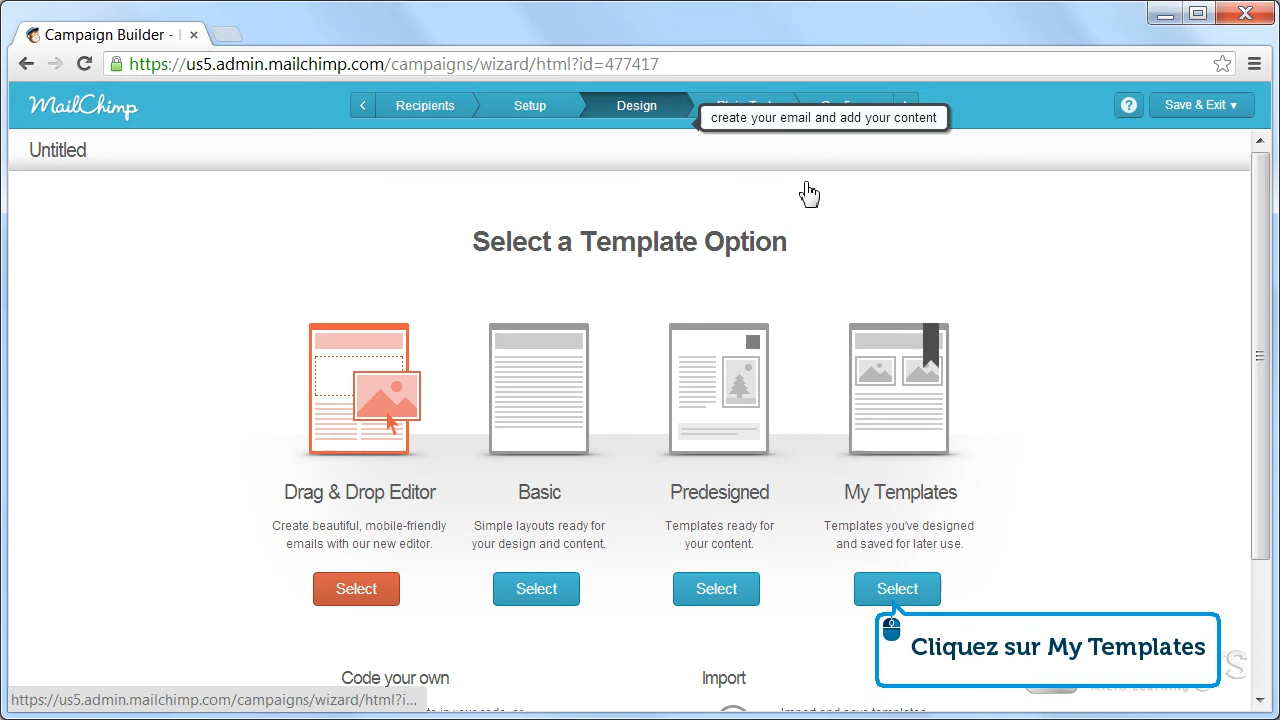 Campaign Builder -
https://us5.admin.mailchimp.com/campaigns/wizard/html?id=477417
MailChimp
Recipients
Setup
Design
Save & Exit
create your email and add your content
Untitled
Select a Template Option
Drag & Drop Editor
Create beautiful, mobile-friendly
emails with our new editor.
Select
Basic
Simple layouts ready for
your design and content.
Select
Predesigned
Templates ready for
your content.
Select
My Templates
Templates you've designed
and saved for later use.
Select
Cliquez sur My Templates
Code your own
Import
https://us5.admin.mailchimp.com/campaigns/wizard/html?i...